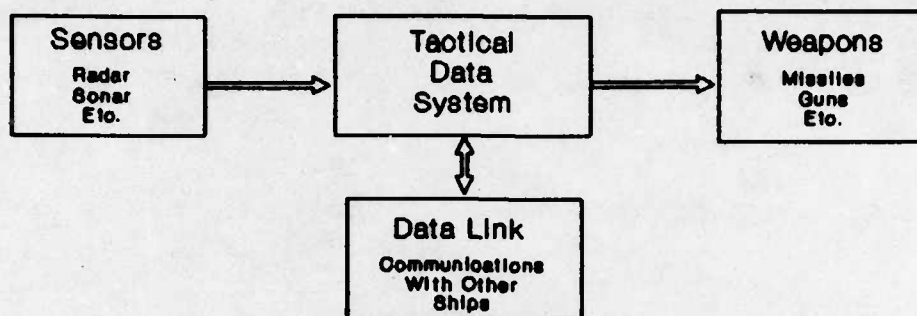 Sensors
Radar
Sonar
Etc.
Tactical
Data
System
Weapons
Missiles
Guns
Etc.
Data Link
Communications
With Other
Ships